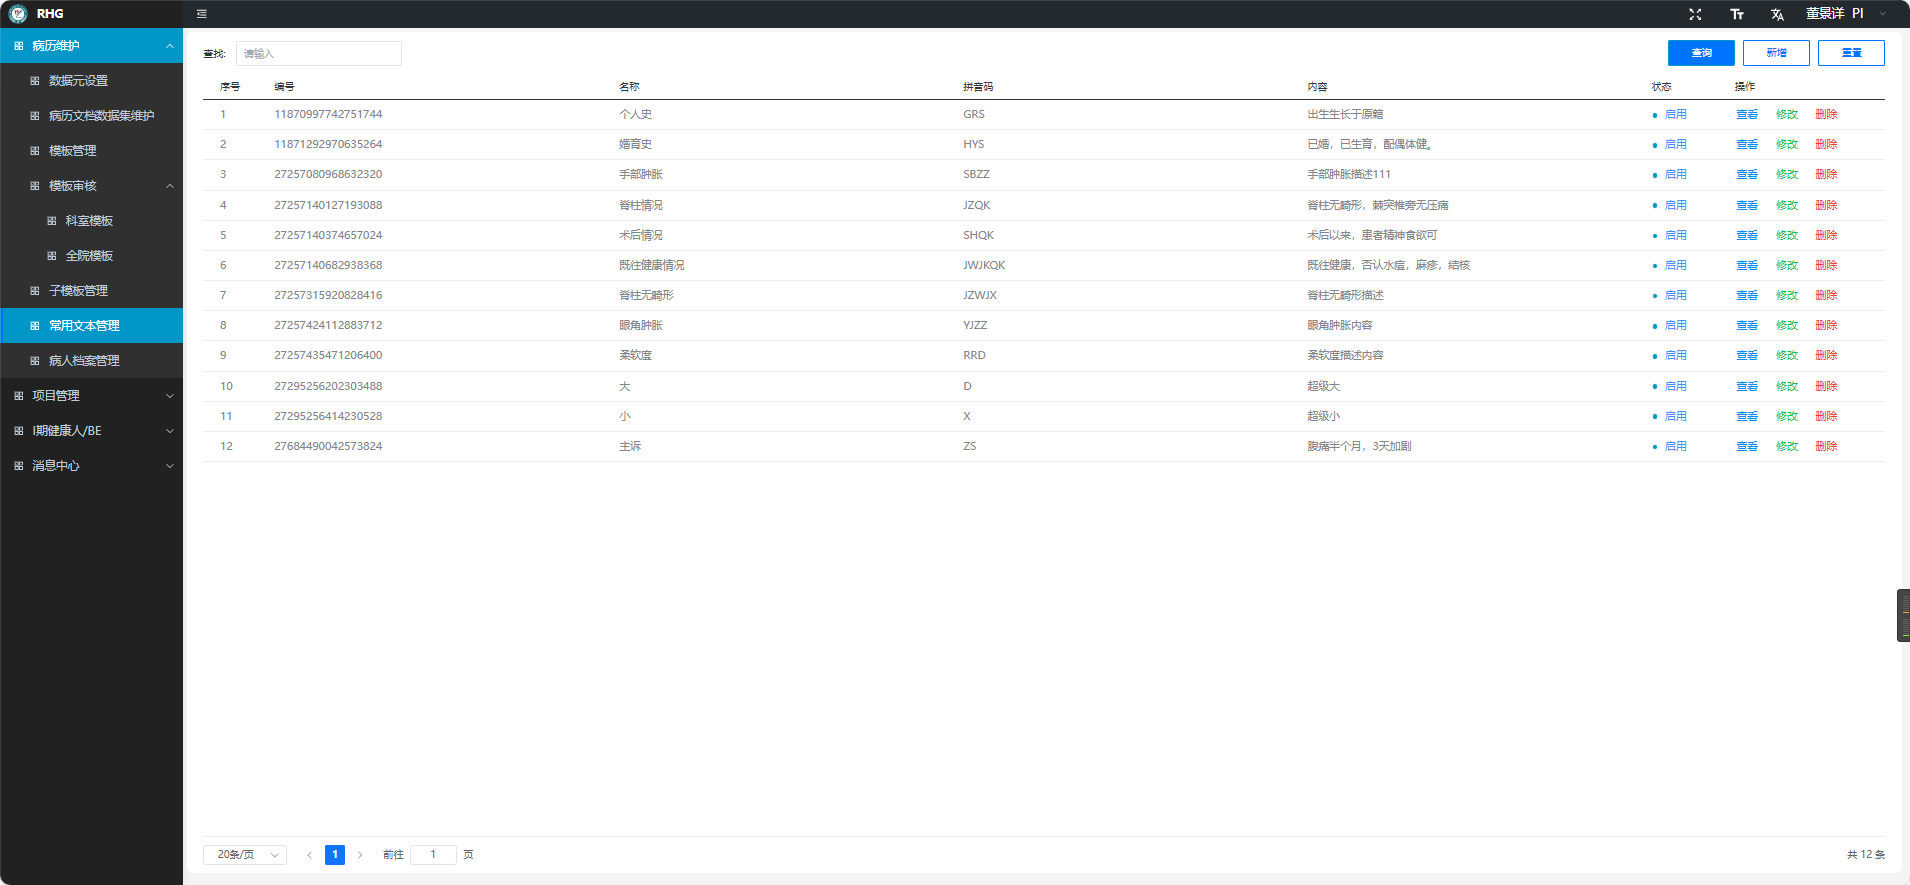 RHG
董景详 PI
病历维护
数据元设置
病历文档数据集维护
模板管理
模板审核
科室模板
全院模板
子模板管理
常用文本管理
病人档案管理
项目管理
I期健康人/BE
消息中心
查找: 请输入 查询 新增 重置
序号 编号 名称 拼音码 内容 状态 操作
1 11870997742751744 个人史 GRS 出生生长于原籍 启用 查看 修改 删除
2 11871292970635264 婚育史 HYS 已婚，已生育，配偶体健。 启用 查看 修改 删除
3 27257080968632320 手部肿胀 SBZZ 手部肿胀描述111 启用 查看 修改 删除
4 27257140127193088 脊柱情况 JZQK 脊柱无畸形，棘突椎旁无压痛 启用 查看 修改 删除
5 27257140374657024 术后情况 SHQK 术后以来，患者精神食欲可 启用 查看 修改 删除
6 27257140682938368 既往健康情况 JWJKQK 既往健康，否认水痘，麻疹，结核 启用 查看 修改 删除
7 27257315920828416 脊柱无畸形 JZWJX 脊柱无畸形描述 启用 查看 修改 删除
8 27257424112883712 眼角肿胀 YJZZ 眼角肿胀内容 启用 查看 修改 删除
9 27257435471206400 柔软度 RRD 柔软度描述内容 启用 查看 修改 删除
10 27295256202303488 大 D 超级大 启用 查看 修改 删除
11 27295256414230528 小 X 超级小 启用 查看 修改 删除
12 27684490042573824 主诉 ZS 腹痛半个月，3天加剧 启用 查看 修改 删除
20条/页 1 前往 1 页 共 12 条